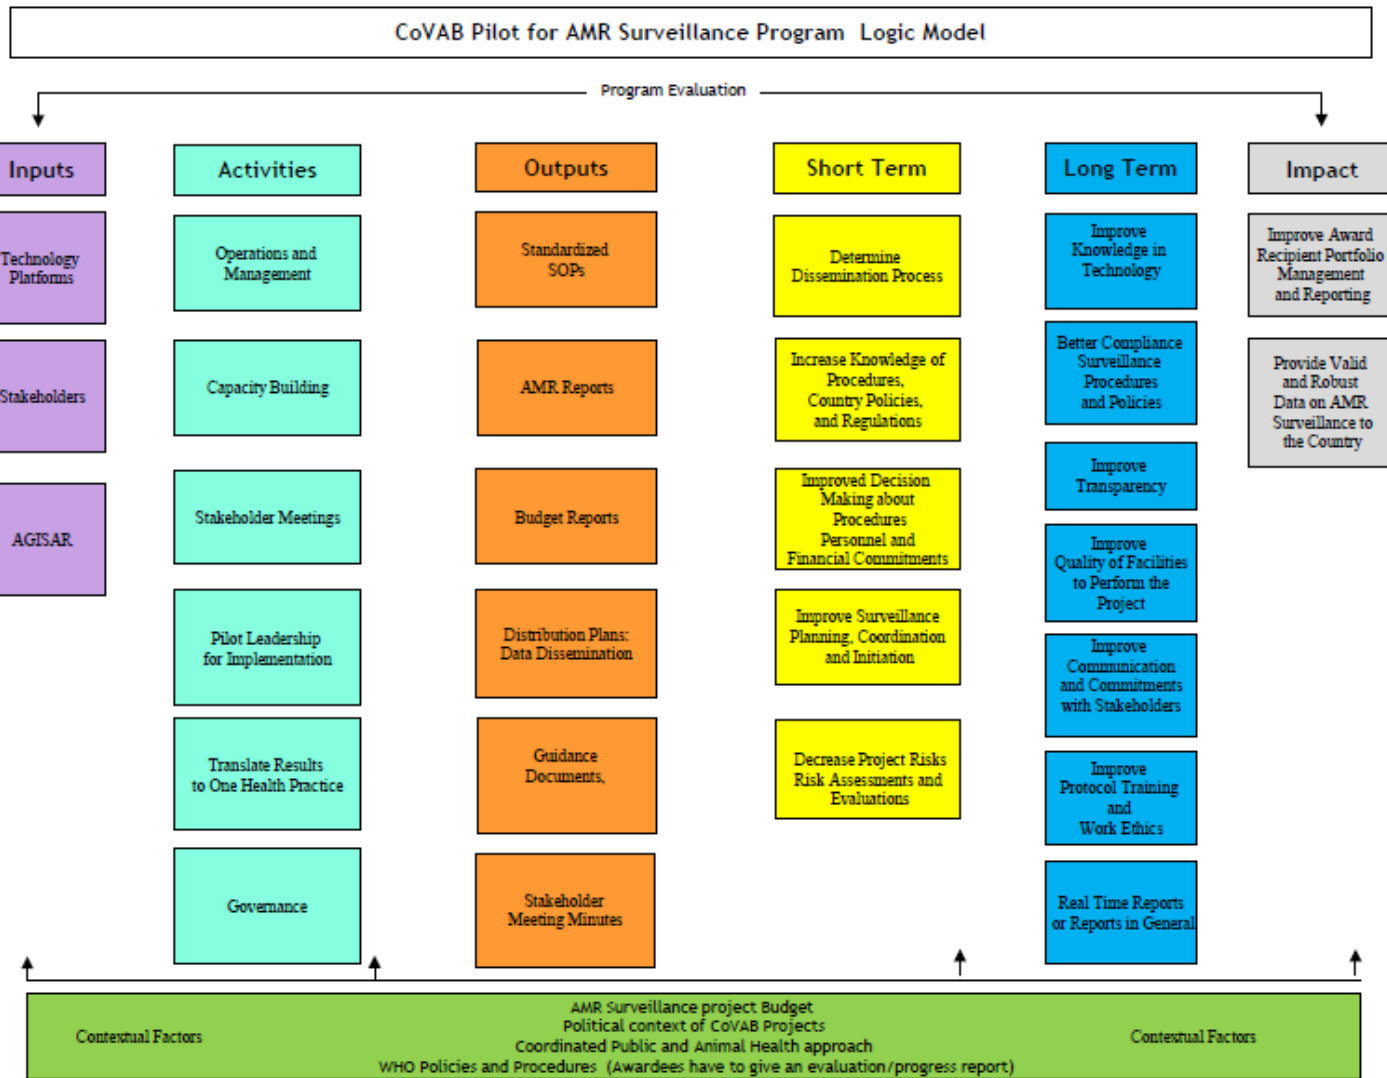 CoVAB Pilot for AMR Surveillance Program Logic Model
Program Evaluation
Inputs
Technology
Platforms
Stakeholders
AGISAR
Activities
Operations and
Management
Capacity Building
Stakeholder Meetings
Pilot Leadership
for Implementation
Translate Results
to One Health Practice
Governance
Outputs
Standardized
SOPs
AMR Reports
Budget Reports
Distribution Plans:
Data Dissemination
Guidance
Documents,
Stakeholder
Meeting Minutes
Short Term
Determine
Dissemination Process
Increase Knowledge of
Procedures,
Country Policies,
and Regulations
Improved Decision
Making about
Procedures
Personnel and
Financial Commitments
Improve Surveillance
Planning, Coordination
and Initiation
Decrease Project Risks
Risk Assessments and
Evaluations
Long Term
Improve
Knowledge in
Technology
Better Compliance
Surveillance
Procedures
and Policies
Improve
Transparency
Improve
Quality of Facilities
to Perform the
Project
Improve
Communication
and Commitments
with Stakeholders
Improve
Protocol Training
and
Work Ethics
Real Time Reports
or Reports in General
Impact
Improve Award
Recipient Portfolio
Management
and Reporting
Provide Valid
and Robust
Data on AMR
Surveillance to
the Country
Contextual Factors
AMR Surveillance project Budget
Political context of CoVAB Projects
Coordinated Public and Animal Health approach
WHO Policies and Procedures (Awardees have to give an evaluation/progress report)
Contextual Factors